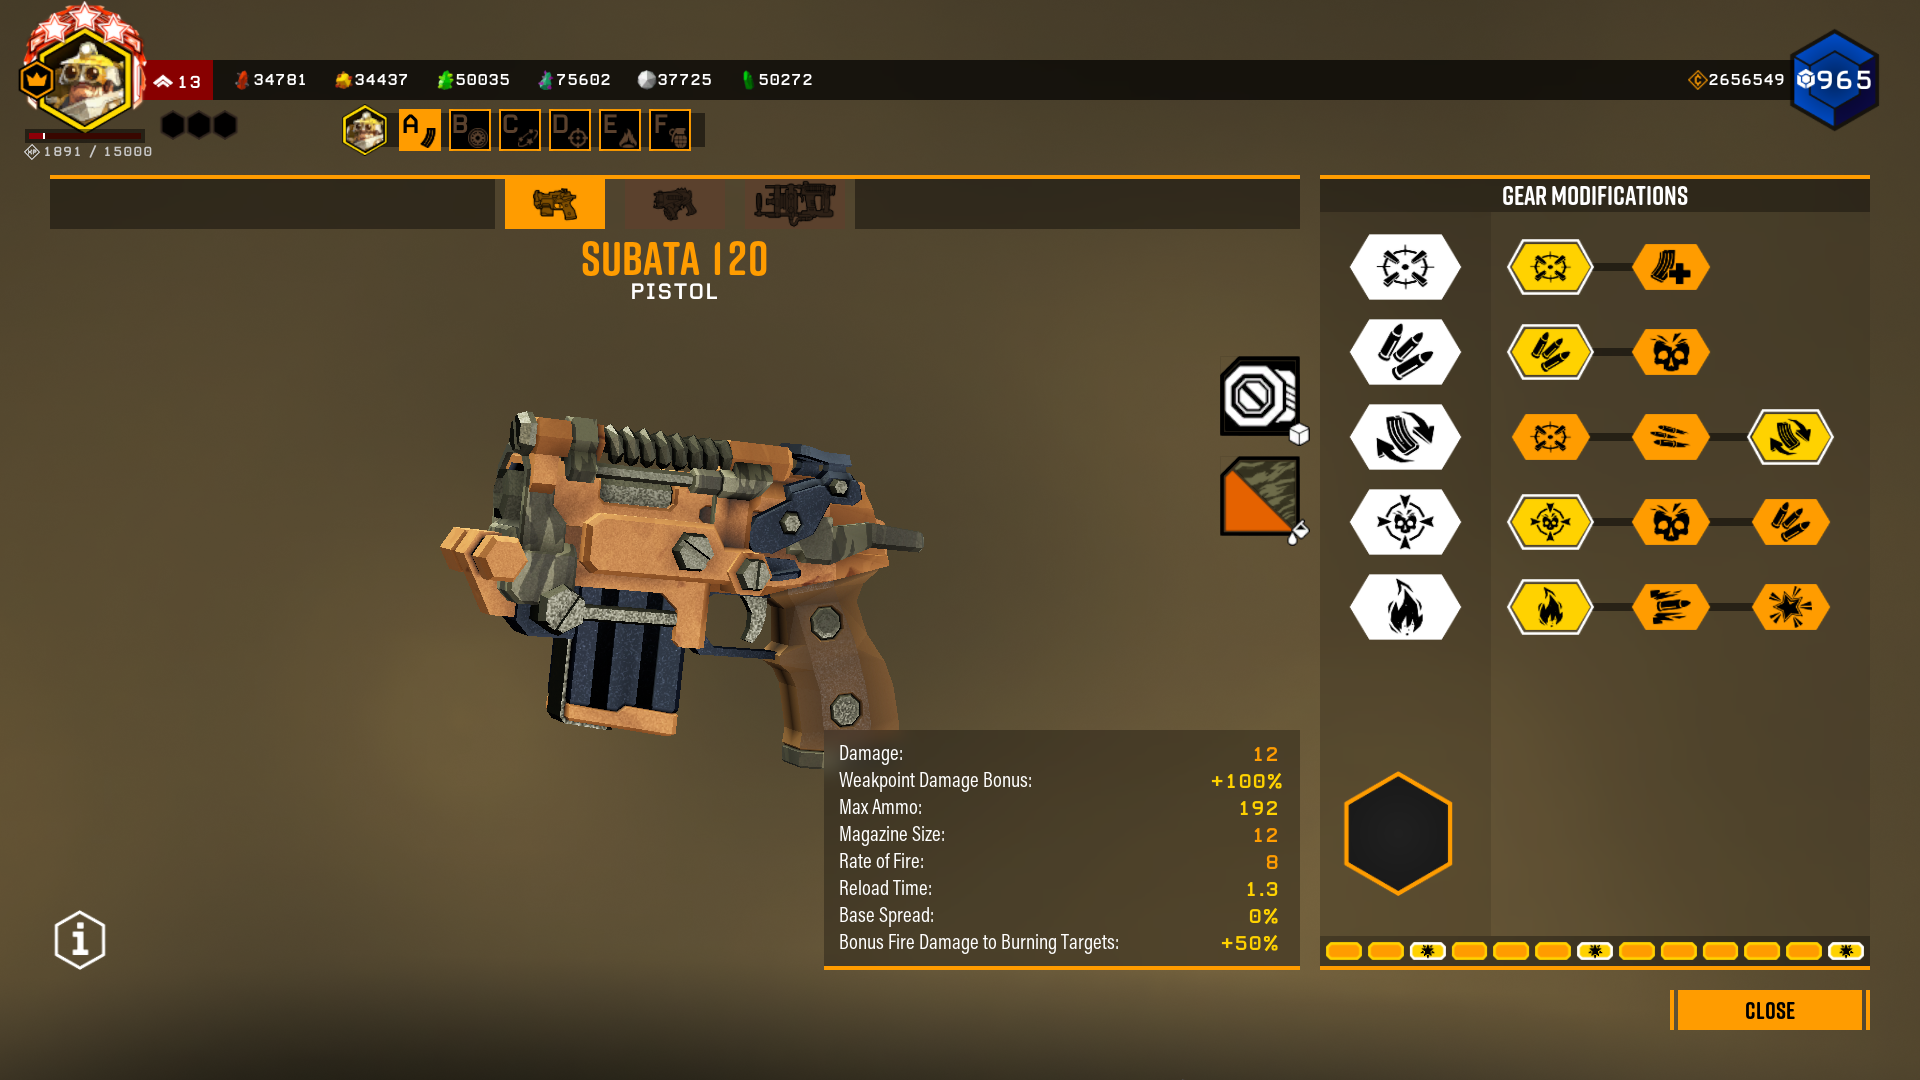 13
34781
34437
50035
75602
37725
50272
2656549
965
1891 / 15000
A
B
C
D
E
F
GEAR MODIFICATIONS
SUBATA 120
PISTOL
Damage: 12
Weakpoint Damage Bonus: +100%
Max Ammo: 192
Magazine Size: 12
Rate of Fire: 8
Reload Time: 1.3
Base Spread: 0%
Bonus Fire Damage to Burning Targets: +50%
CLOSE